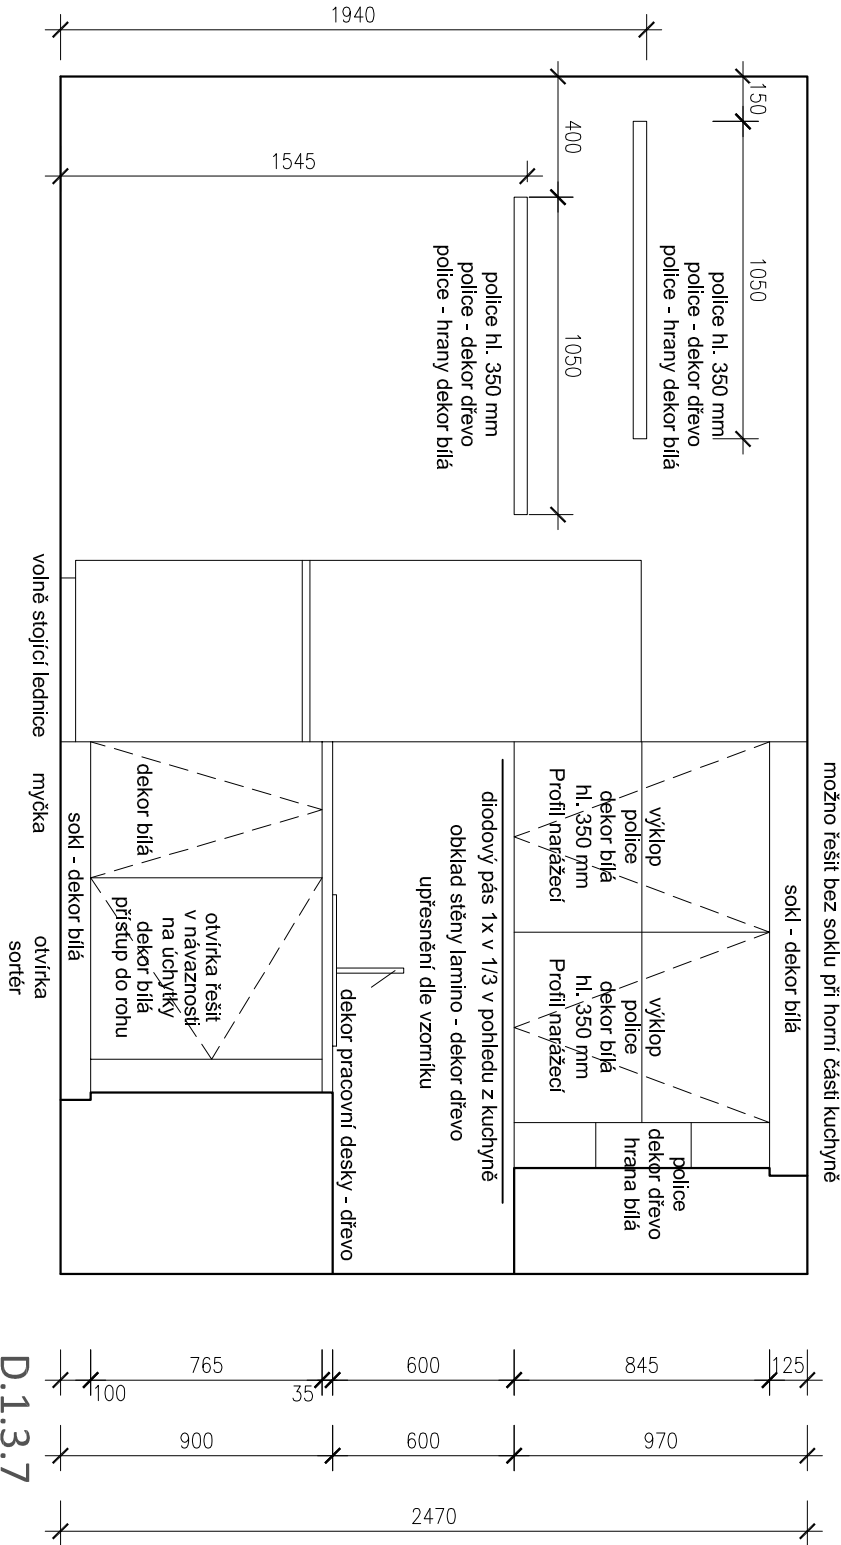 možno řešit bez soklu při horní části kuchyně
sokl - dekor bílá
150
1050
police hl. 350 mm
police - dekor dřevo
police - hrany dekor bílá
400
1050
police hl. 350 mm
police - dekor dřevo
police - hrany dekor bílá
1940
1545
výklop
police
dekor bílá
hl. 350 mm
Profil narážecí
výklop
police
dekor bílá
hl. 350 mm
Profil narážecí
police
dekor dřevo
hrana bílá
diodový pás 1x v 1/3 v pohledu z kuchyně
obklad stěny lamino - dekor dřevo
upřesnění dle vzorníku
dekor pracovní desky - dřevo
dekor bílá
otvírka řešit
v návaznosti
na úchytky
dekor bílá
přístup do rohu
sokl - dekor bílá
volně stojící lednice
myčka
otvírka
sortér
125
845
600
35
765
100
970
600
900
2470
D.1.3.7